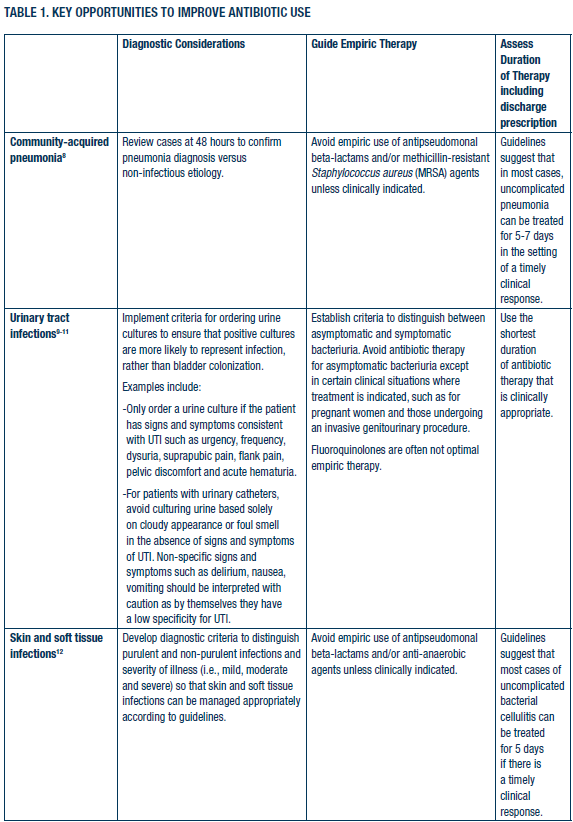 TABLE 1. KEY OPPORTUNITIES TO IMPROVE ANTIBIOTIC USE
Diagnostic Considerations
Guide Empiric Therapy
Assess
Duration
of Therapy
including
discharge
prescription
Community-acquired
pneumonia⁸
Review cases at 48 hours to confirm
pneumonia diagnosis versus
non-infectious etiology.
Avoid empiric use of antipseudomonal
beta-lactams and/or methicillin-resistant
Staphylococcus aureus (MRSA) agents
unless clinically indicated.
Guidelines
suggest that
in most cases,
uncomplicated
pneumonia
can be treated
for 5-7 days
in the setting
of a timely
clinical
response.
Urinary tract
infections⁹⁻¹¹
Implement criteria for ordering urine
cultures to ensure that positive cultures
are more likely to represent infection,
rather than bladder colonization.
Examples include:
-Only order a urine culture if the patient
has signs and symptoms consistent
with UTI such as urgency, frequency,
dysuria, suprapubic pain, flank pain,
pelvic discomfort and acute hematuria.
-For patients with urinary catheters,
avoid culturing urine based solely
on cloudy appearance or foul smell
in the absence of signs and symptoms
of UTI. Non-specific signs and
symptoms such as delirium, nausea,
vomiting should be interpreted with
caution as by themselves they have
a low specificity for UTI.
Establish criteria to distinguish between
asymptomatic and symptomatic
bacteriuria. Avoid antibiotic therapy
for asymptomatic bacteriuria except
in certain clinical situations where
treatment is indicated, such as for
pregnant women and those undergoing
an invasive genitourinary procedure.
Fluoroquinolones are often not optimal
empiric therapy.
Use the
shortest
duration
of antibiotic
therapy that
is clinically
appropriate.
Skin and soft tissue
infections¹²
Develop diagnostic criteria to distinguish
purulent and non-purulent infections and
severity of illness (i.e., mild, moderate
and severe) so that skin and soft tissue
infections can be managed appropriately
according to guidelines.
Avoid empiric use of antipseudomonal
beta-lactams and/or anti-anaerobic
agents unless clinically indicated.
Guidelines
suggest that
most cases of
uncomplicated
bacterial
cellulitis can
be treated
for 5 days
if there is
a timely
clinical
response.